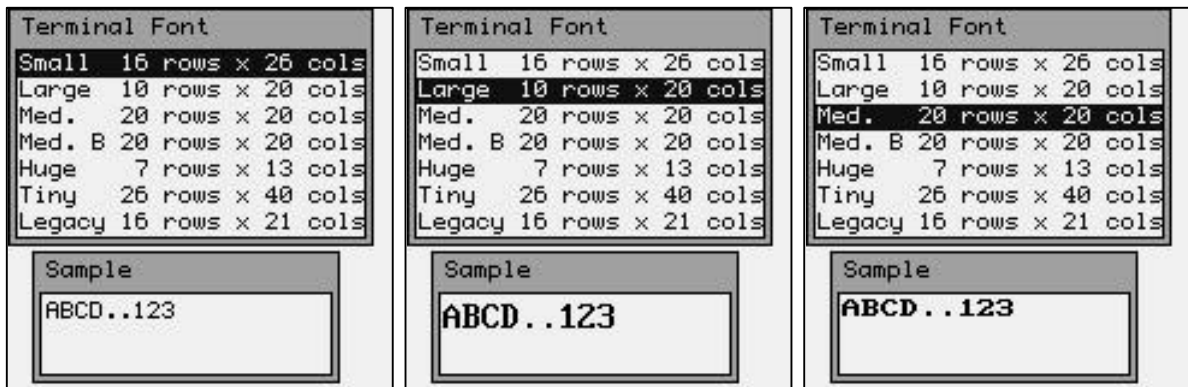 Terminal Font
Small 16 rows x 26 cols
Large 10 rows x 20 cols
Med. 20 rows x 20 cols
Med. B 20 rows x 20 cols
Huge 7 rows x 13 cols
Tiny 26 rows x 40 cols
Legacy 16 rows x 21 cols
Sample
ABCD..123
Terminal Font
Small 16 rows x 26 cols
Large 10 rows x 20 cols
Med. 20 rows x 20 cols
Med. B 20 rows x 20 cols
Huge 7 rows x 13 cols
Tiny 26 rows x 40 cols
Legacy 16 rows x 21 cols
Sample
ABCD..123
Terminal Font
Small 16 rows x 26 cols
Large 10 rows x 20 cols
Med. 20 rows x 20 cols
Med. B 20 rows x 20 cols
Huge 7 rows x 13 cols
Tiny 26 rows x 40 cols
Legacy 16 rows x 21 cols
Sample
ABCD..123